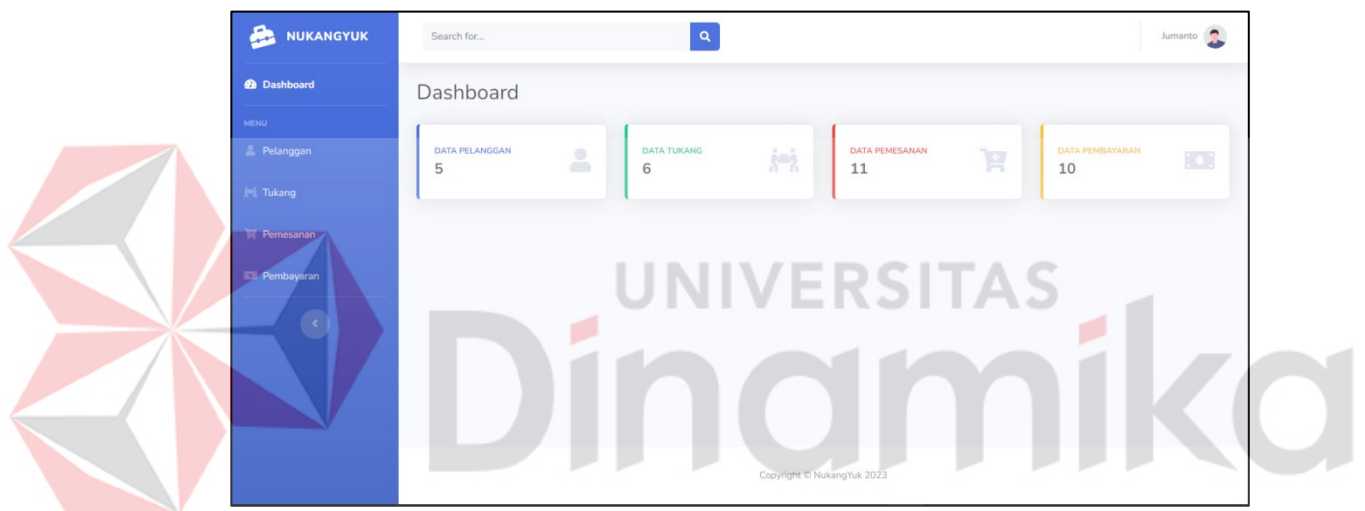 NUKANGYUK
Search for...
Jumanto
Dashboard
Dashboard
MENU
Pelanggan
Tukang
Pemesanan
Pembayaran
DATA PELANGGAN
5
DATA TUKANG
6
DATA PEMESANAN
11
DATA PEMBAYARAN
10
UNIVERSITAS
Dinamika
Copyright © NukangYuk 2023